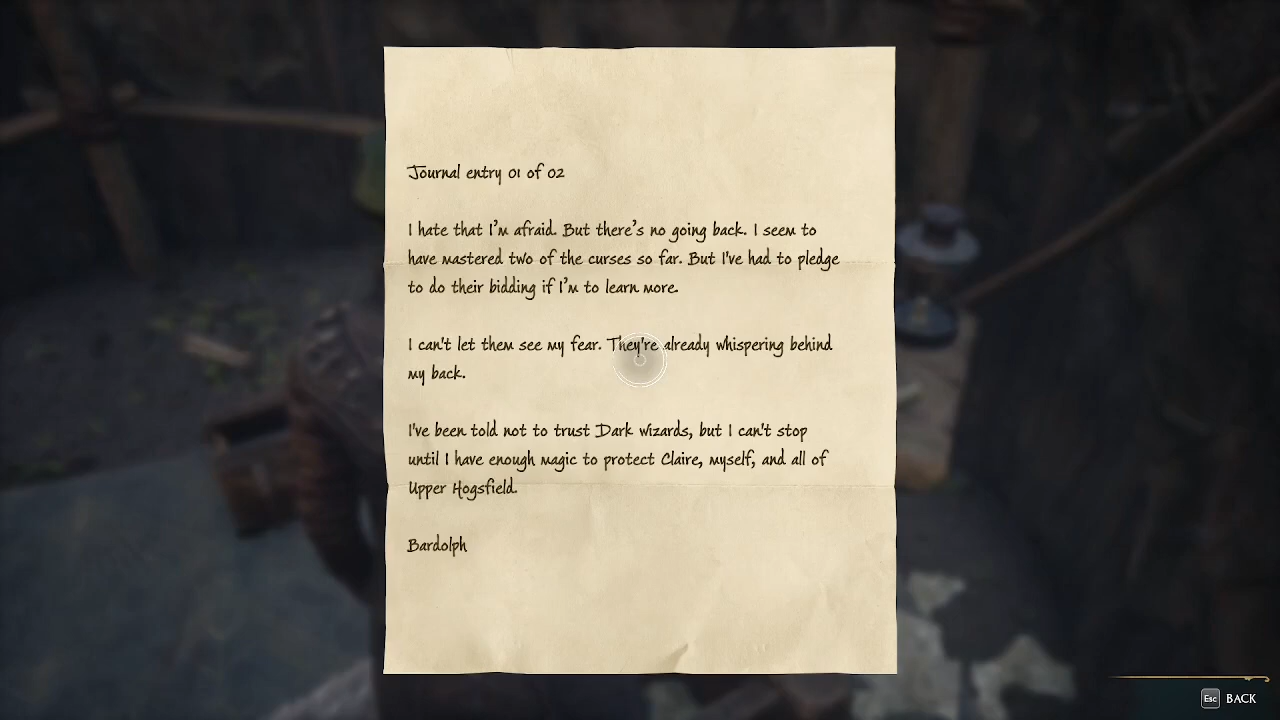 Journal entry 01 of 02
I hate that I'm afraid. But there's no going back. I seem to
have mastered two of the curses so far. But I've had to pledge
to do their bidding if I'm to learn more.
I can't let them see my fear. They're already whispering behind
my back.
I've been told not to trust Dark wizards, but I can't stop
until I have enough magic to protect Claire, myself, and all of
Upper Hogsfield.
Bardolph
Esc BACK